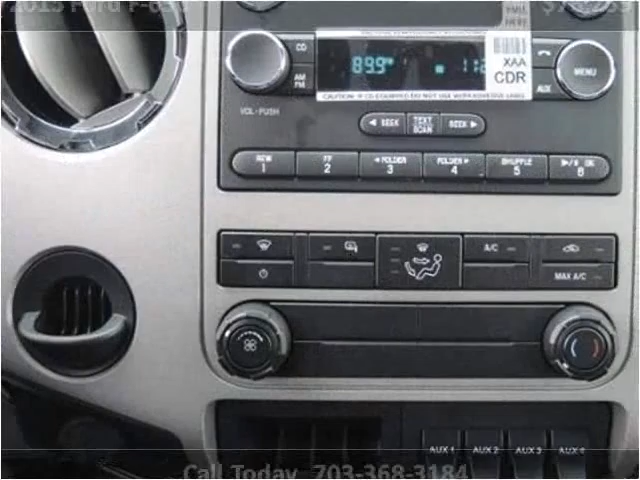 2013 Ford F-650
CD
AM
FM
VOL - PUSH
89.9
XAA
CDR
CAUTION: IF CD EQUIPPED DO NOT USE WITH ADHESIVE LABEL
MENU
AUX
SEEK
TEXT
SCAN
SEEK
REW
1
FF
2
FOLDER
3
FOLDER
4
SHUFFLE
5
OK
6
A/C
MAX A/C
AUX 1
AUX 2
AUX 3
AUX 4
Call Today 703-368-3184